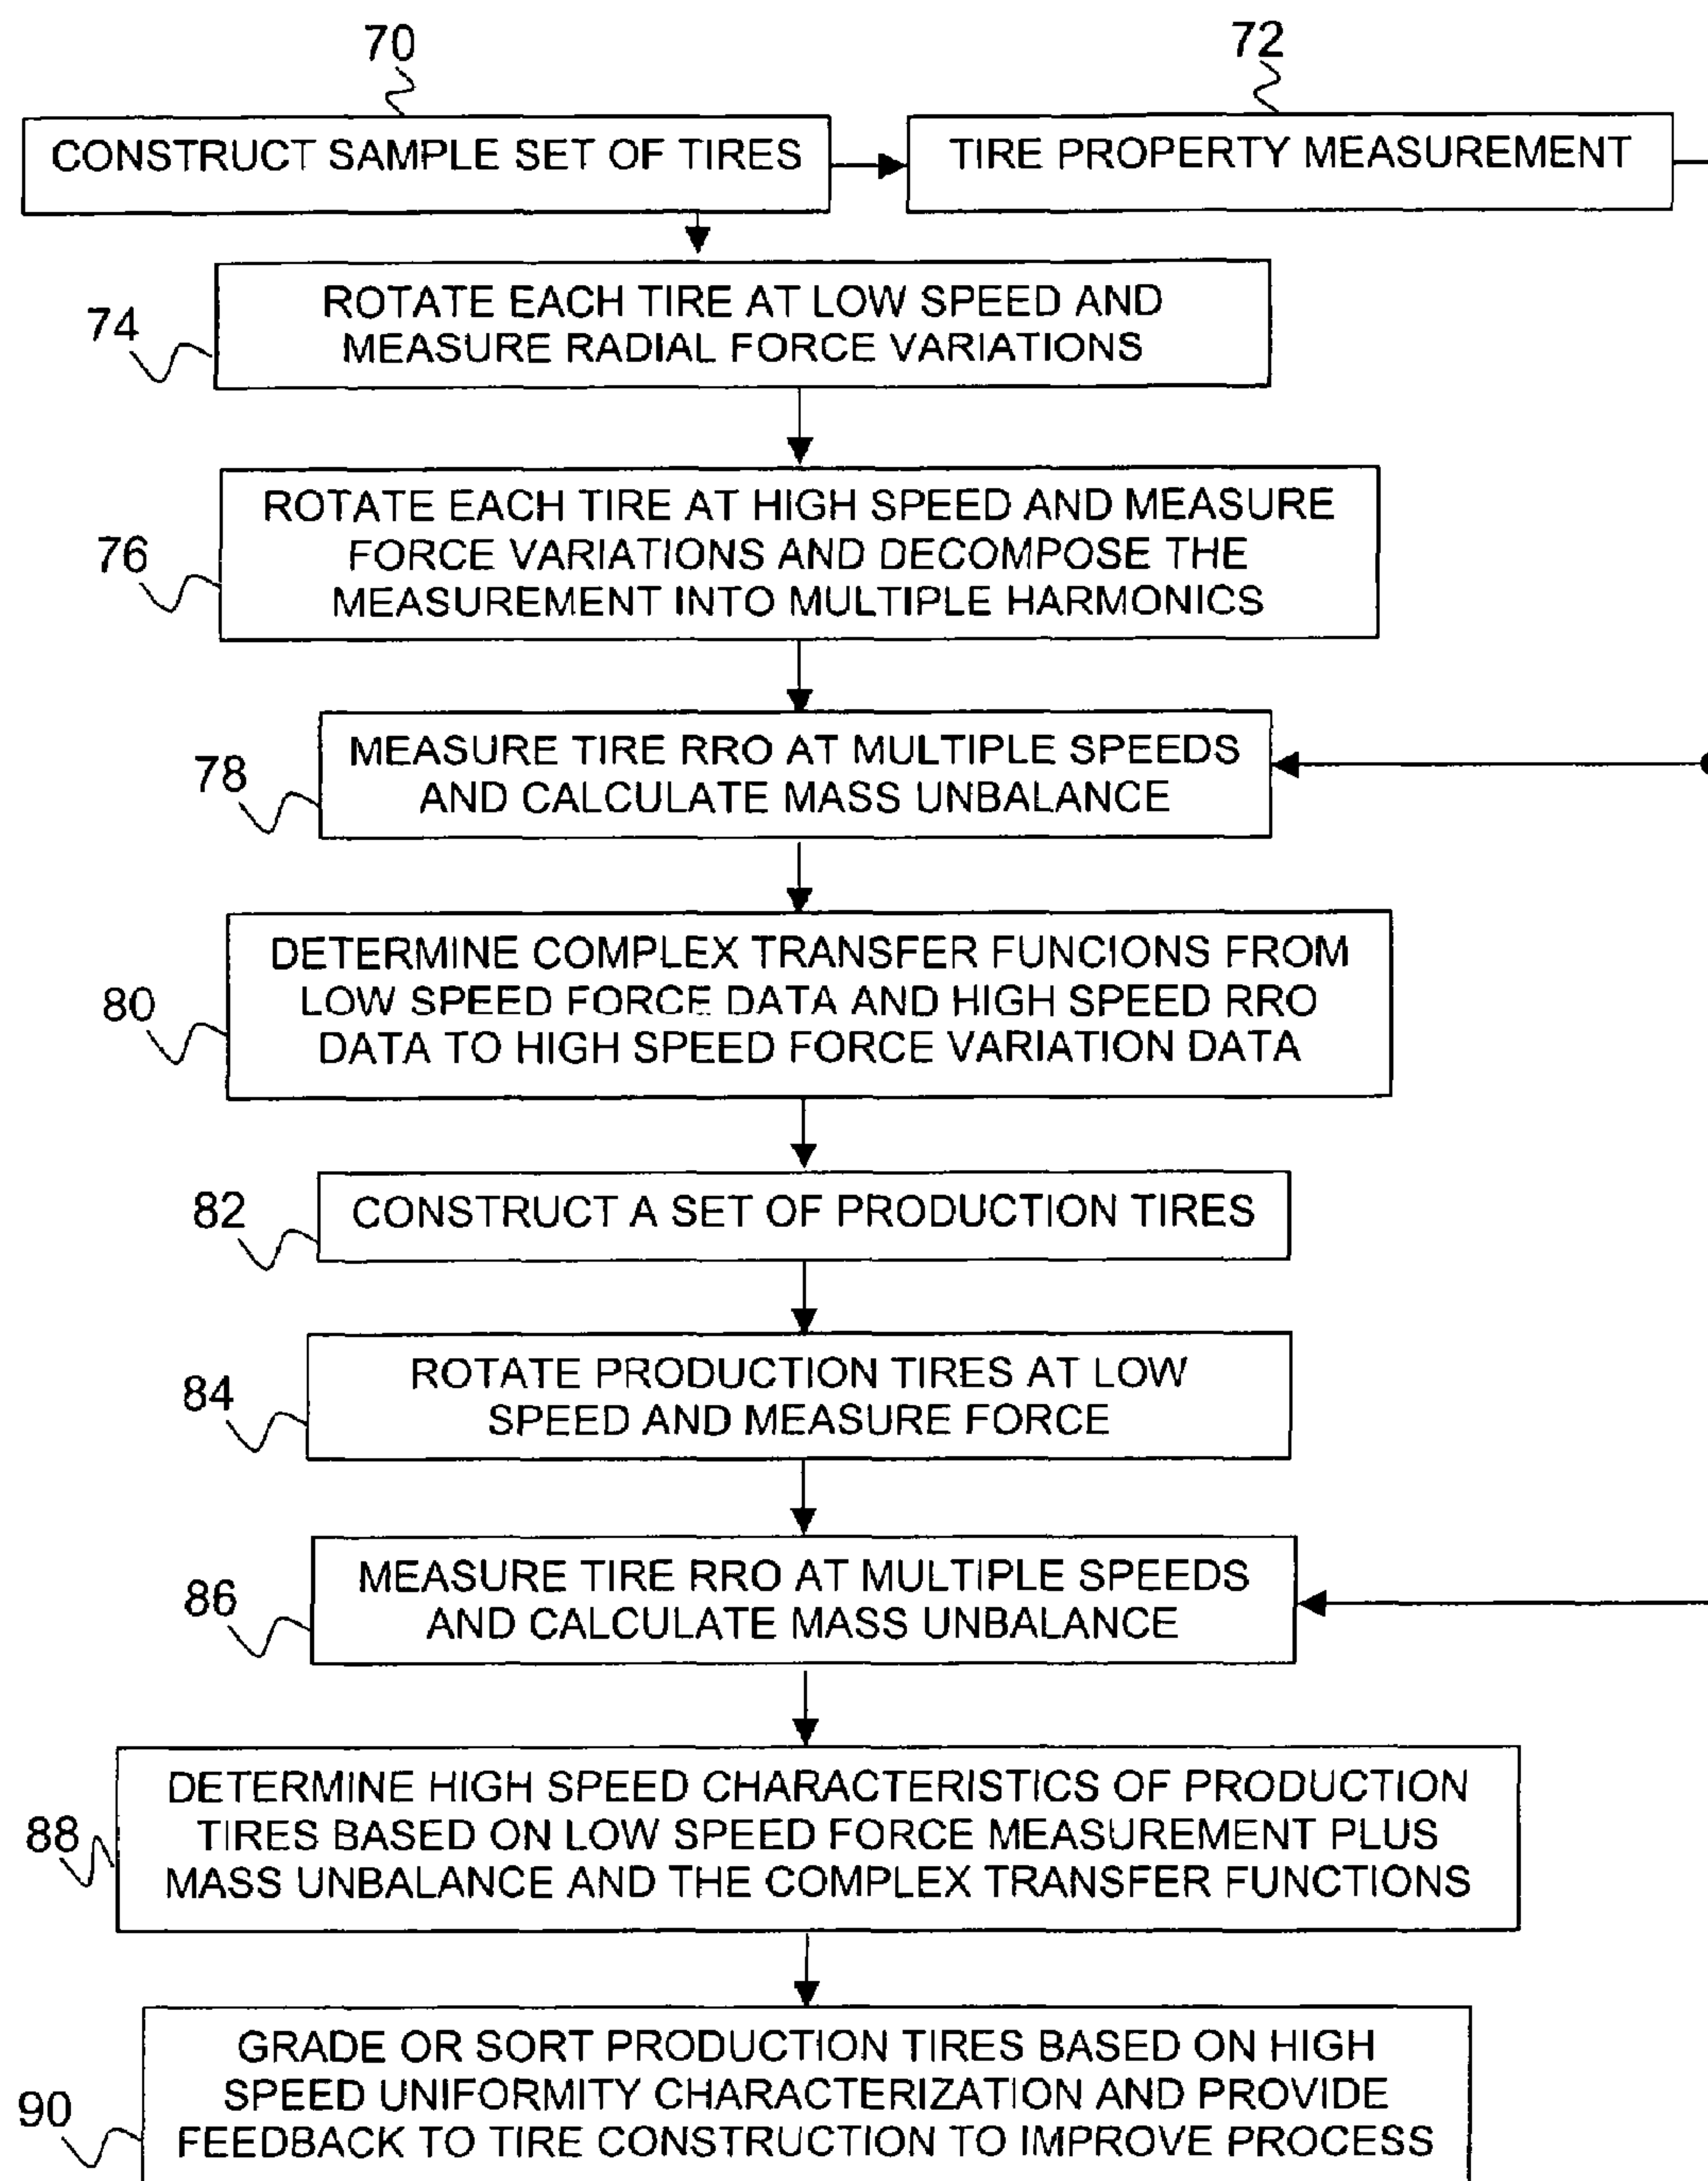 70
72
CONSTRUCT SAMPLE SET OF TIRES
TIRE PROPERTY MEASUREMENT
74
ROTATE EACH TIRE AT LOW SPEED AND
MEASURE RADIAL FORCE VARIATIONS
76
ROTATE EACH TIRE AT HIGH SPEED AND MEASURE
FORCE VARIATIONS AND DECOMPOSE THE
MEASUREMENT INTO MULTIPLE HARMONICS
78
MEASURE TIRE RRO AT MULTIPLE SPEEDS
AND CALCULATE MASS UNBALANCE
80
DETERMINE COMPLEX TRANSFER FUNCIONS FROM
LOW SPEED FORCE DATA AND HIGH SPEED RRO
DATA TO HIGH SPEED FORCE VARIATION DATA
82
CONSTRUCT A SET OF PRODUCTION TIRES
84
ROTATE PRODUCTION TIRES AT LOW
SPEED AND MEASURE FORCE
86
MEASURE TIRE RRO AT MULTIPLE SPEEDS
AND CALCULATE MASS UNBALANCE
88
DETERMINE HIGH SPEED CHARACTERISTICS OF PRODUCTION
TIRES BASED ON LOW SPEED FORCE MEASUREMENT PLUS
MASS UNBALANCE AND THE COMPLEX TRANSFER FUNCTIONS
90
GRADE OR SORT PRODUCTION TIRES BASED ON HIGH
SPEED UNIFORMITY CHARACTERIZATION AND PROVIDE
FEEDBACK TO TIRE CONSTRUCTION TO IMPROVE PROCESS